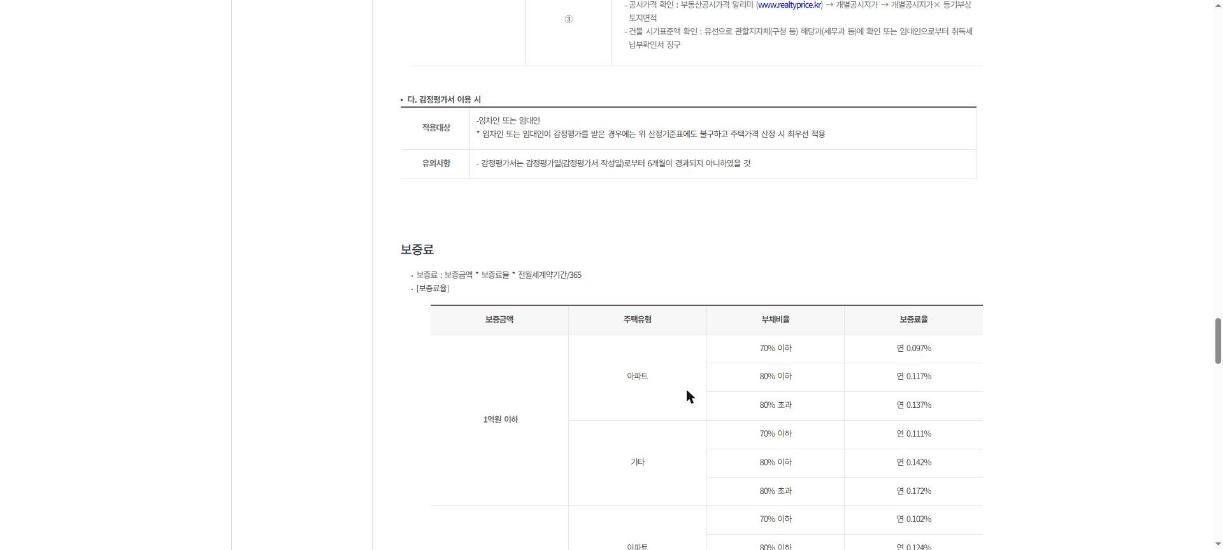 - 공시가격 확인 : 부동산공시가격 알리미 (www.realtyprice.kr) → 개별공시지가 → 개별공시지가× 등기부상
토지면적
③
- 건물 시가표준액 확인 : 유선으로 관할지자체(구청 등) 해당과(세무과 등)에 확인 또는 임대인으로부터 취득세
납부확인서 징구
• 다. 감정평가서 이용 시
적용대상
-임차인 또는 임대인
* 임차인 또는 임대인이 감정평가를 받은 경우에는 위 산정기준표에도 불구하고 주택가격 산정 시 최우선 적용
유의사항
- 감정평가서는 감정평가일(감정평가서 작성일)로부터 6개월이 경과되지 아니하였을 것
보증료
• 보증료 : 보증금액 * 보증료율 * 전월세계약기간/365
• [보증료율]
보증금액 주택유형 부채비율 보증료율
1억원 이하 아파트 70% 이하 연 0.097%
80% 이하 연 0.117%
80% 초과 연 0.137%
기타 70% 이하 연 0.111%
80% 이하 연 0.142%
80% 초과 연 0.172%
아파트 70% 이하 연 0.102%
80% 이하 연 0.124%